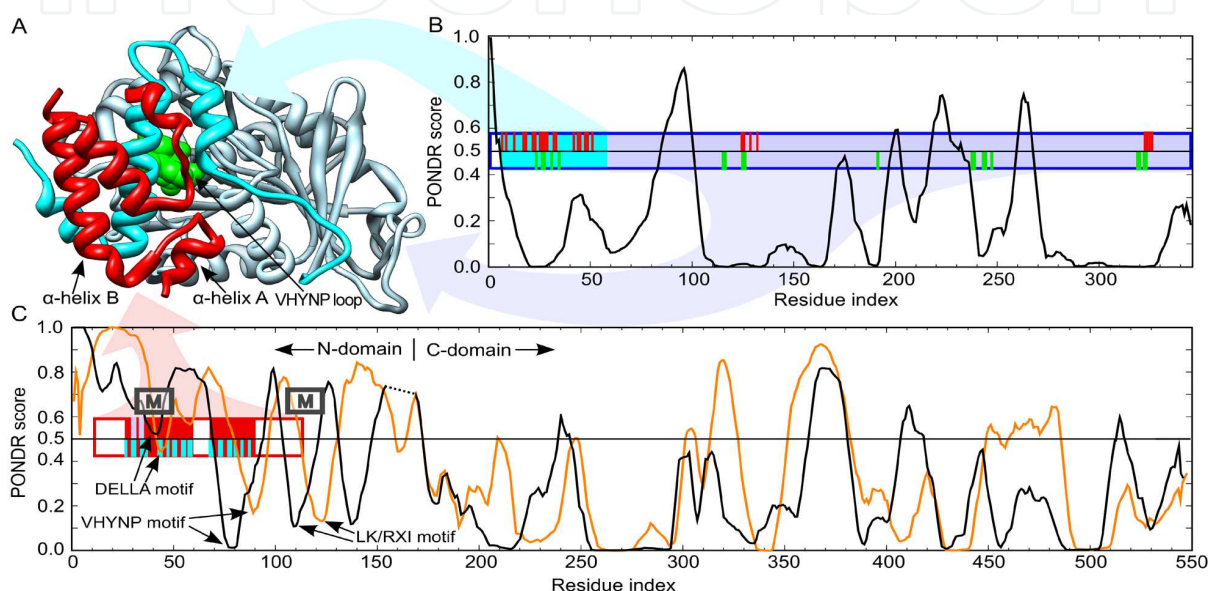 A
α-helix B
α-helix A
VHYNP loop
B
PONDR score
1.0
0.8
0.6
0.5
0.4
0.2
0.0
0
50
100
150
200
250
300
Residue index
C
PONDR score
1.0
0.8
0.6
0.5
0.4
0.2
0.0
N-domain
C-domain
M
M
DELLA motif
VHYNP motif
LK/RXI motif
0
50
100
150
200
250
300
350
400
450
500
550
Residue index